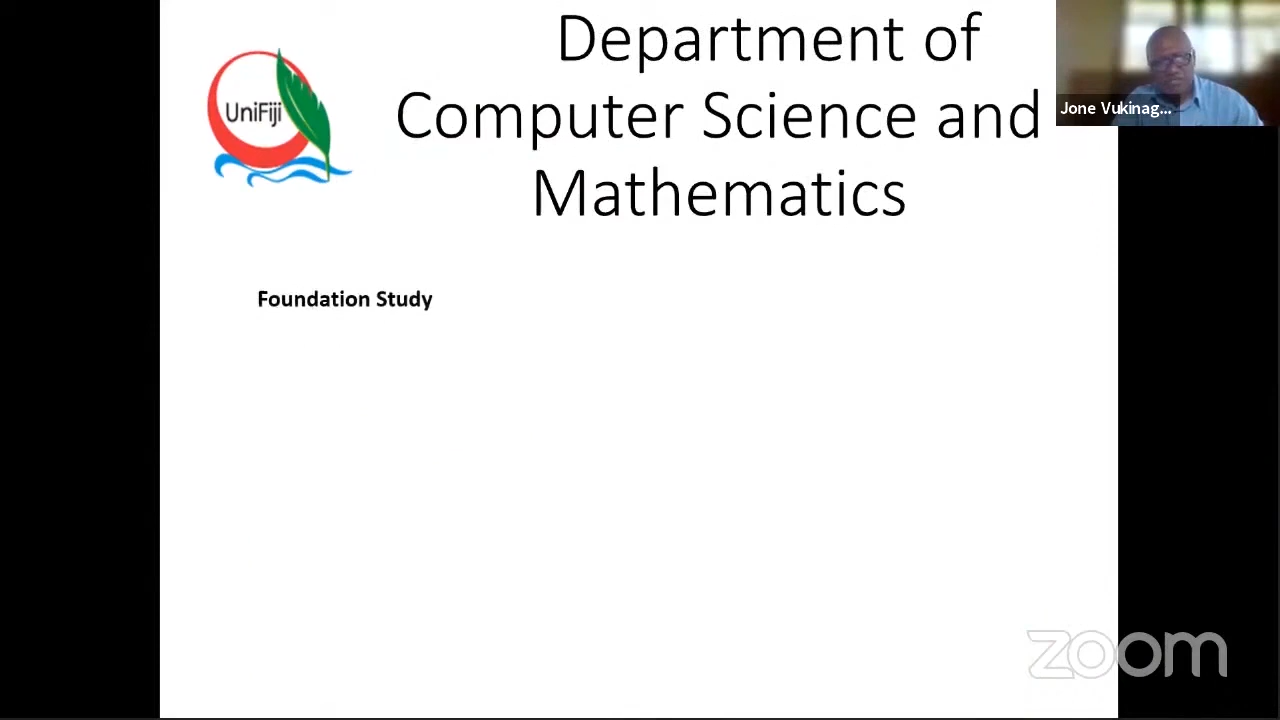 Department of
Computer Science and
Mathematics
UniFiji
Jone Vukinag...
Foundation Study
zoom